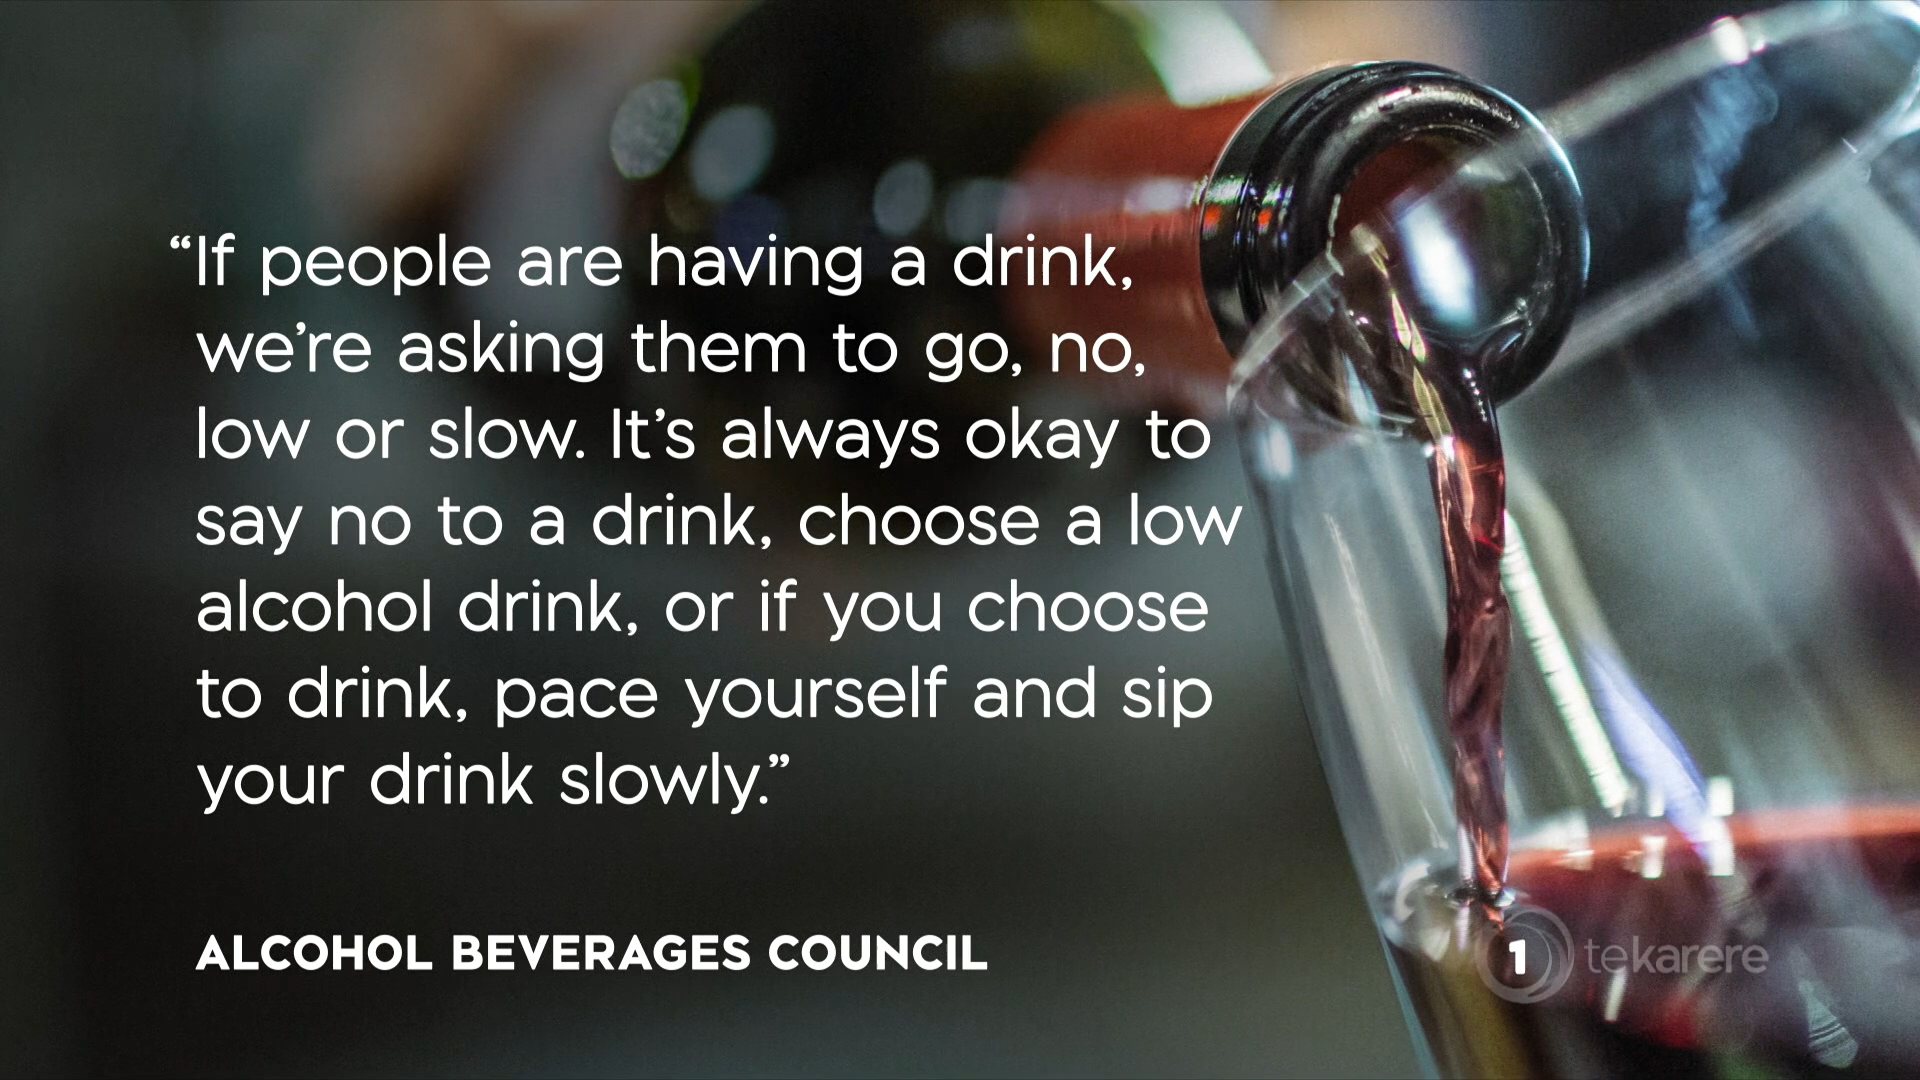 “If people are having a drink,
we’re asking them to go, no,
low or slow. It’s always okay to
say no to a drink, choose a low
alcohol drink, or if you choose
to drink, pace yourself and sip
your drink slowly.”
ALCOHOL BEVERAGES COUNCIL
1 tekarere